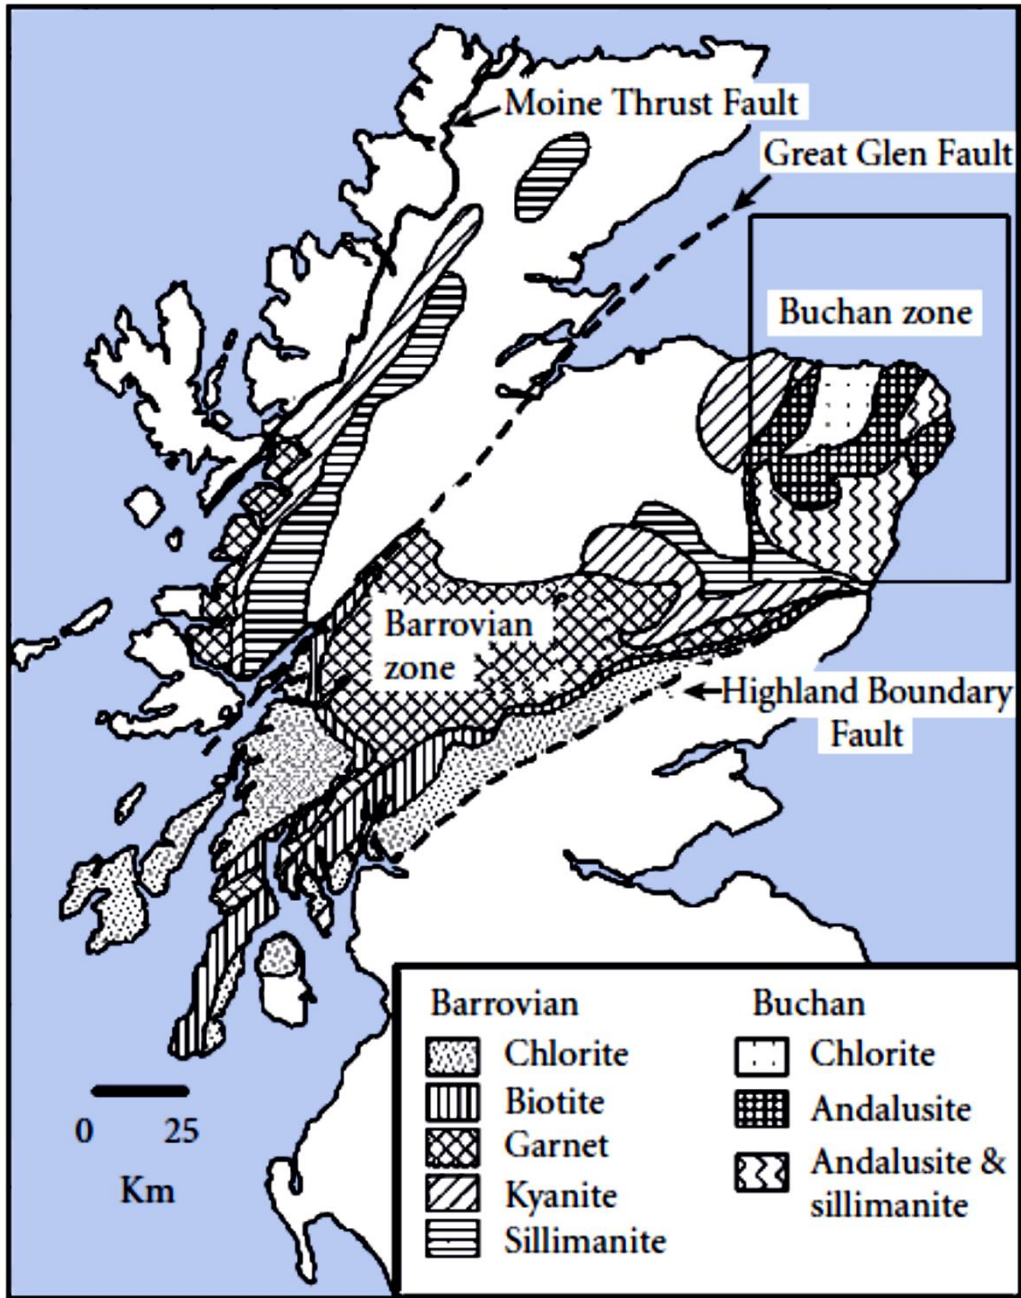 Moine Thrust Fault
Great Glen Fault
Buchan zone
Barrovian
zone
Highland Boundary
Fault
0 25
Km
Barrovian
Chlorite
Biotite
Garnet
Kyanite
Sillimanite
Buchan
Chlorite
Andalusite
Andalusite &
sillimanite